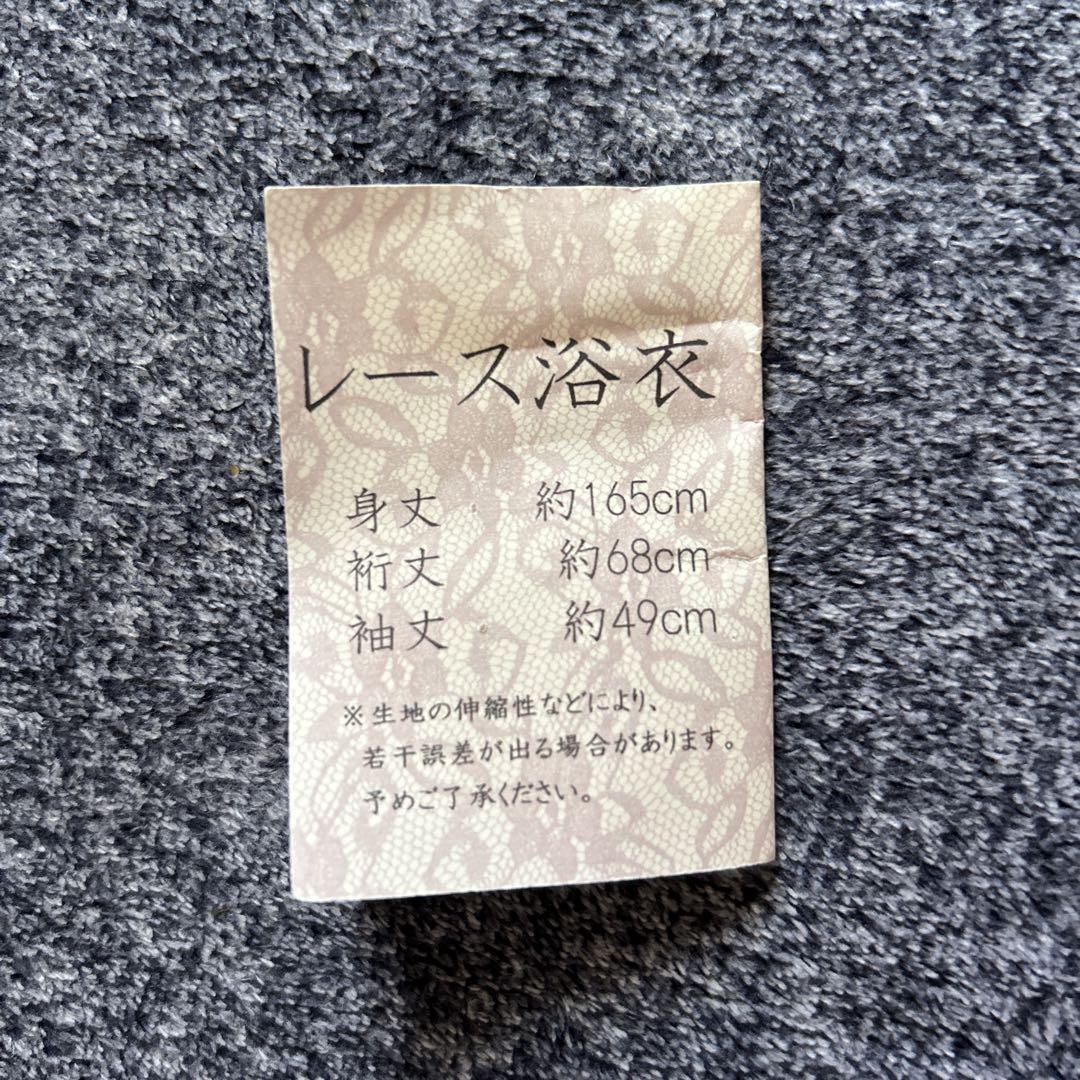 レース浴衣
身丈 約165cm
裄丈 約68cm
袖丈 約49cm
※生地の伸縮性などにより、
若干誤差が出る場合があります。
予めご了承ください。